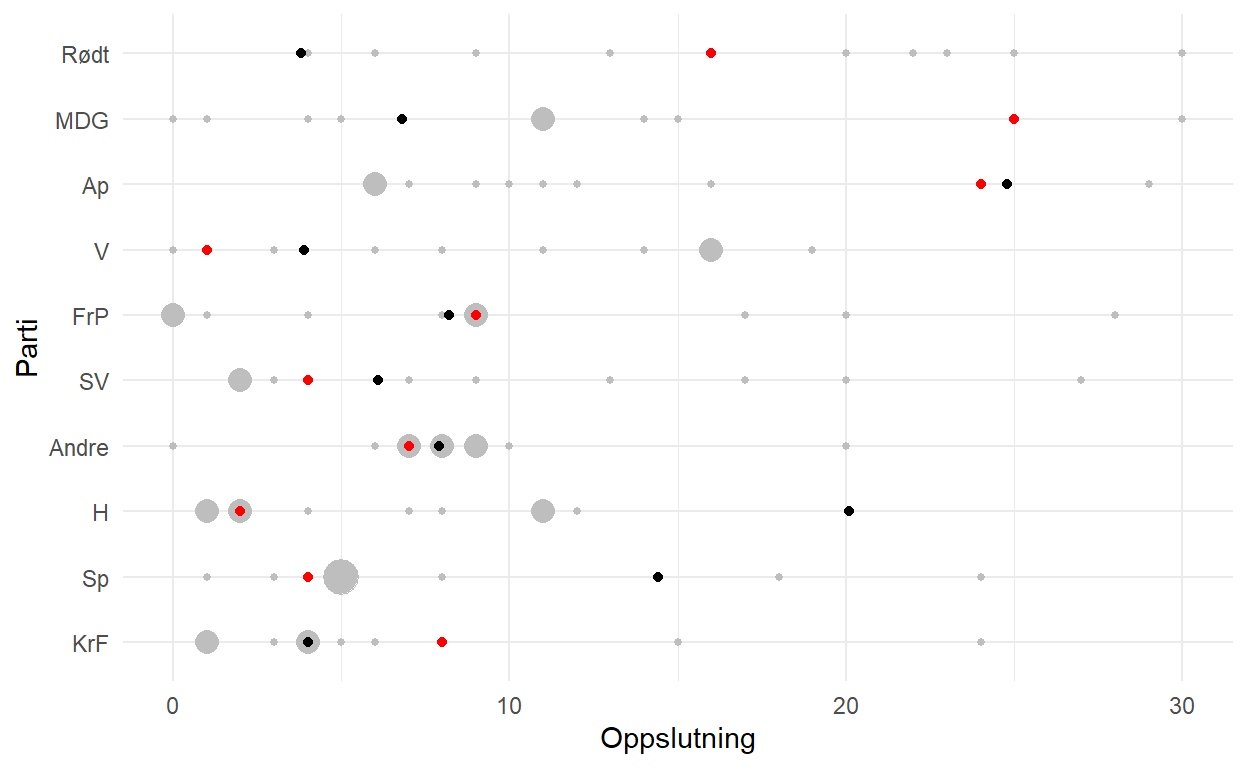 Rødt
MDG
Ap
V
FrP
SV
Andre
H
Sp
KrF
Parti
0 10 20 30
Oppslutning